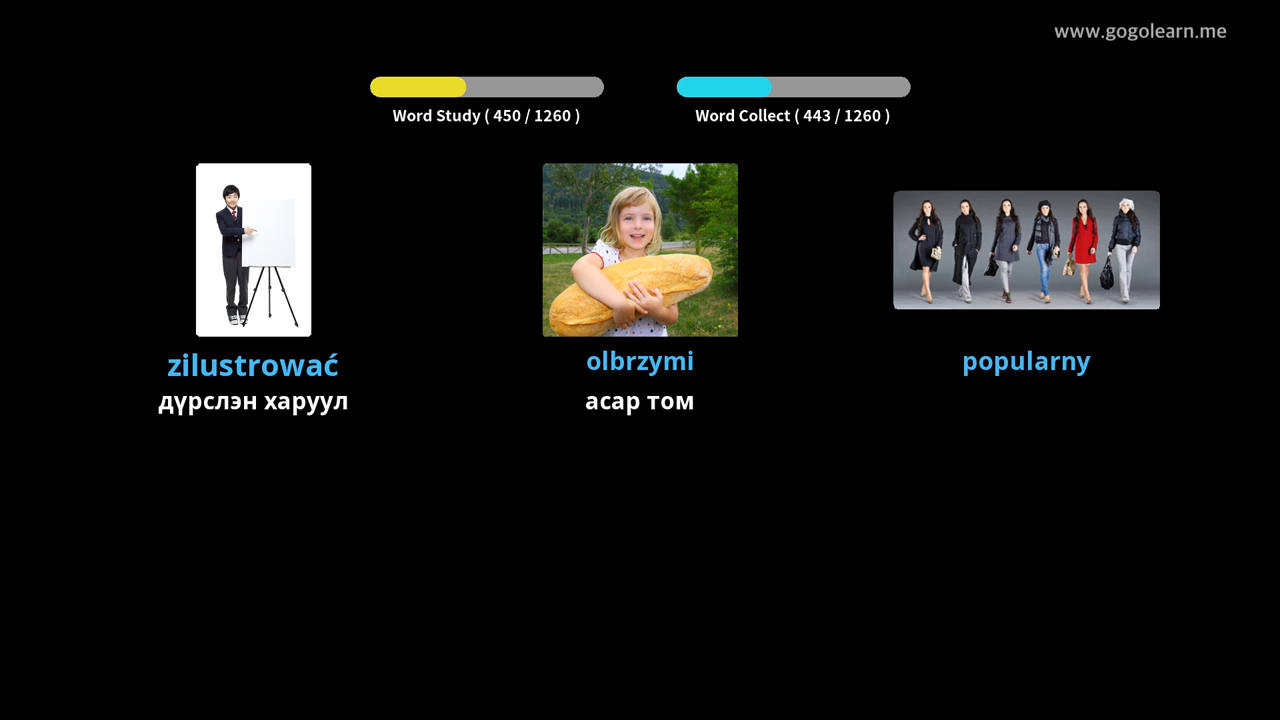 www.gogolearn.me
Word Study ( 450 / 1260 )
Word Collect ( 443 / 1260 )
zilustrować
дүрслэн харуул
olbrzymi
асар том
popularny